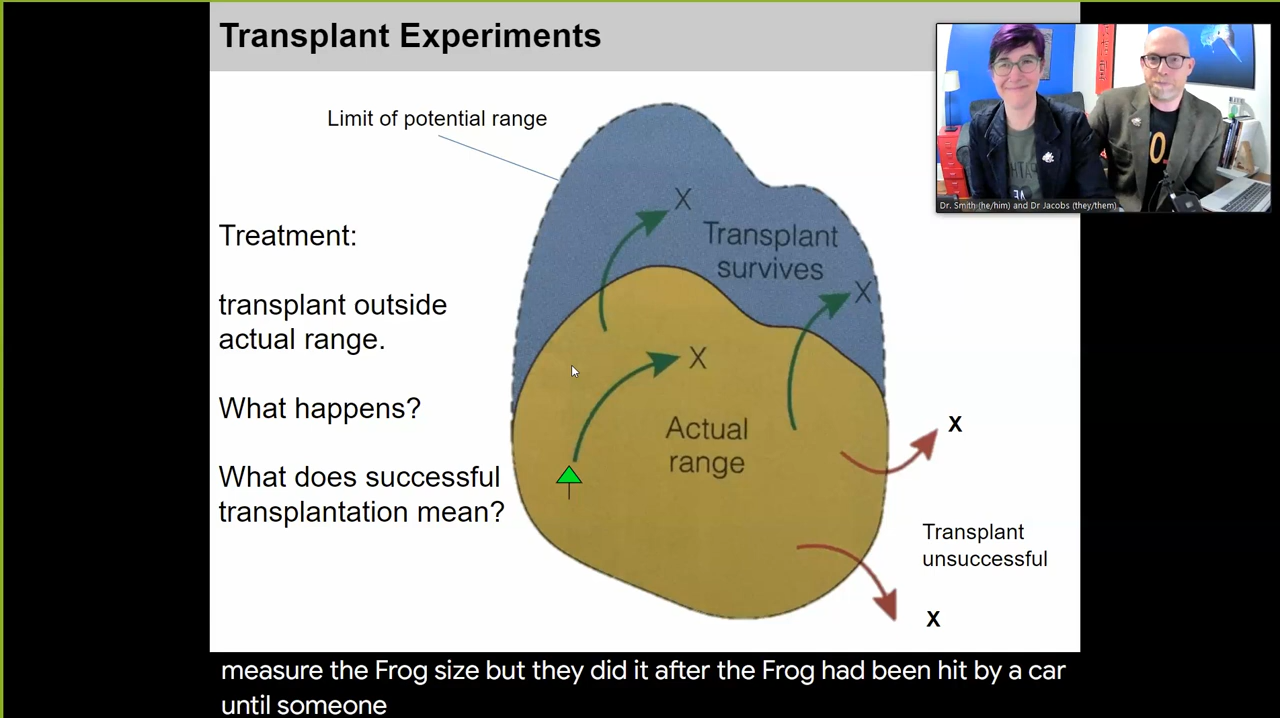 Transplant Experiments
Limit of potential range
X
Transplant
survives
X
Treatment:
transplant outside
actual range.
X
What happens?
Actual
range
X
What does successful
transplantation mean?
Transplant
unsuccessful
X
Dr. Smith (he/him) and Dr Jacobs (they/them)
measure the Frog size but they did it after the Frog had been hit by a car
until someone